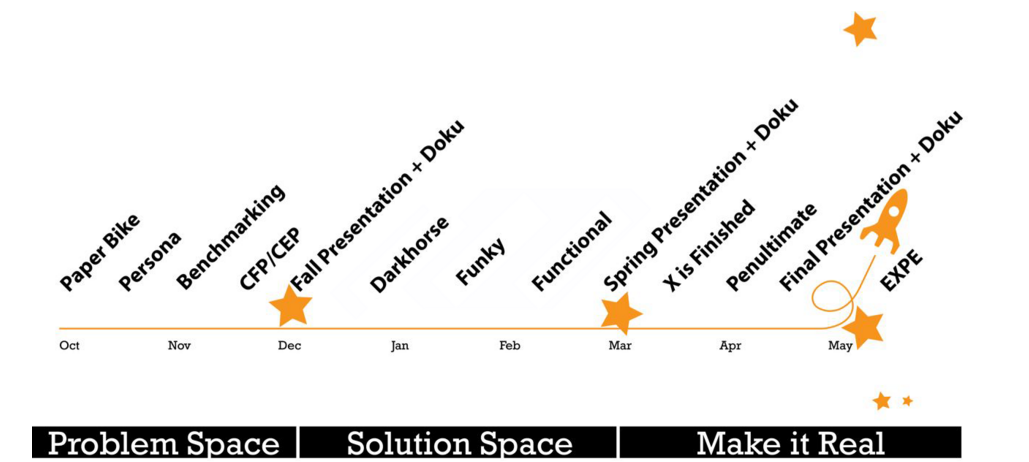 Paper Bike
Persona
Benchmarking
CFP/CEP
Fall Presentation + Doku
Darkhorse
Funky
Functional
Spring Presentation + Doku
X is Finished
Penultimate
Final Presentation + Doku
EXPE
Oct
Nov
Dec
Jan
Feb
Mar
Apr
May
Problem Space
Solution Space
Make it Real